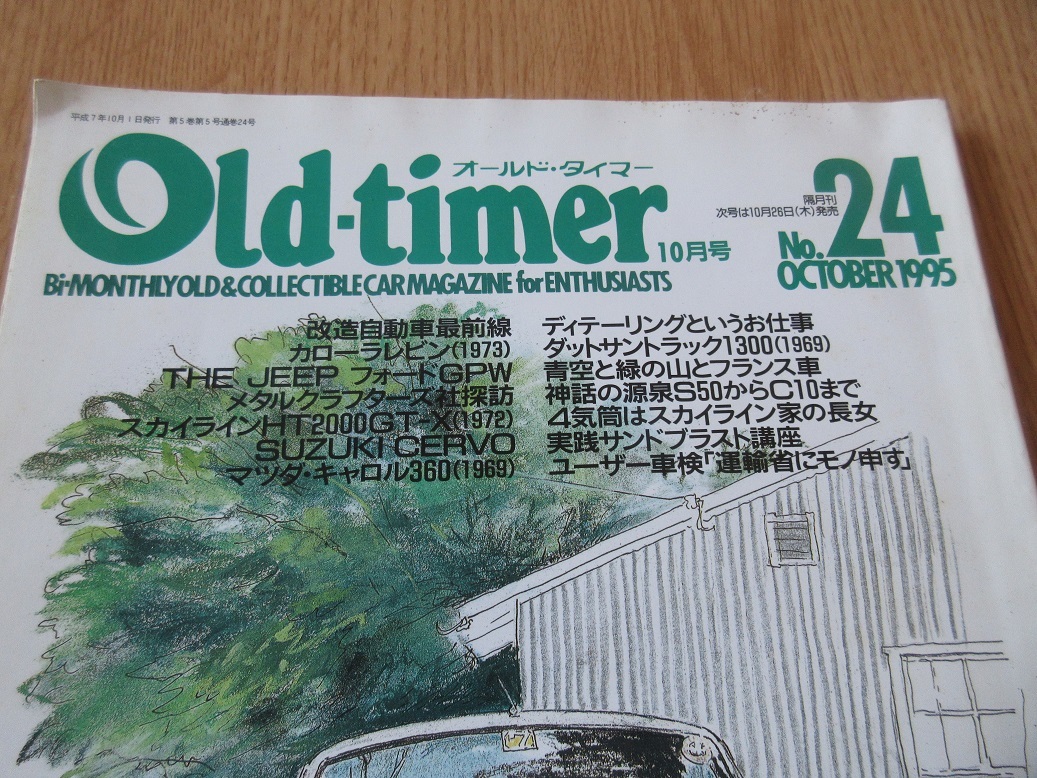 平成7年10月1日発行 第5巻第5号通巻24号
オールド・タイマー
Old-timer
10月号
隔月刊
次号は10月26日(木)発売
No.24
OCTOBER 1995
Bi-MONTHLY OLD & COLLECTIBLE CAR MAGAZINE for ENTHUSIASTS
改造自動車最前線
カローラレビン(1973)
THE JEEP フォードGPW
メタルクラフターズ社探訪
スカイラインHT2000GT-X(1972)
SUZUKI CERVO
マツダ・キャロル360(1969)
ディテーリングというお仕事
ダットサントラック1300(1969)
青空と緑の山とフランス車
神話の源泉S50からC10まで
4気筒はスカイライン家の長女
実践サンドブラスト講座
ユーザー車検「運輸省にモノ申す」